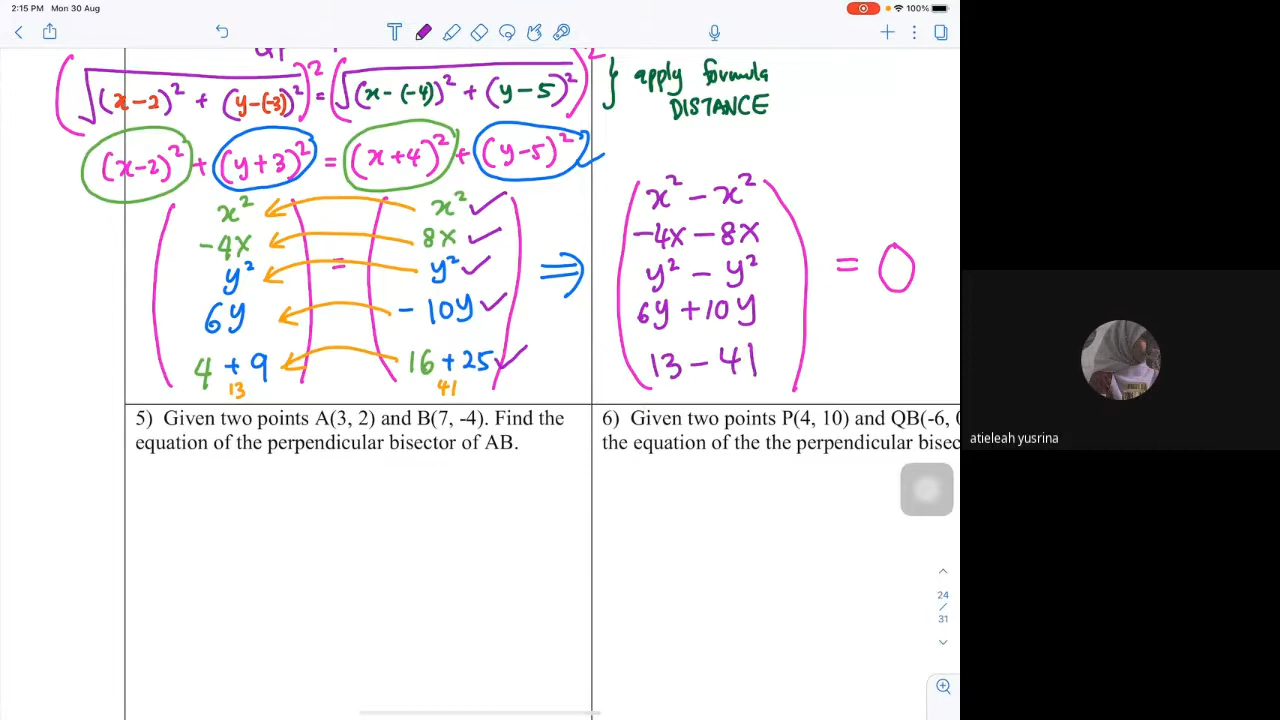 2:15 PM Mon 30 Aug
100%
T
(√(x-2)² + (y-(-3))²)² = (√(x-(-4))² + (y-5)²)²
} apply formula
DISTANCE
(x-2)² + (y+3)² = (x+4)² + (y-5)²
x² x²
-4x = 8x
y² y²
6y - 10y
4 + 9 16 + 25
13 41
⇒
x² - x²
-4x - 8x
y² - y² = 0
6y + 10y
13 - 41
5) Given two points A(3, 2) and B(7, -4). Find the
equation of the perpendicular bisector of AB.
6) Given two points P(4, 10) and QB(-6,
the equation of the the perpendicular bisec
24
/
31
atieleah yusrina